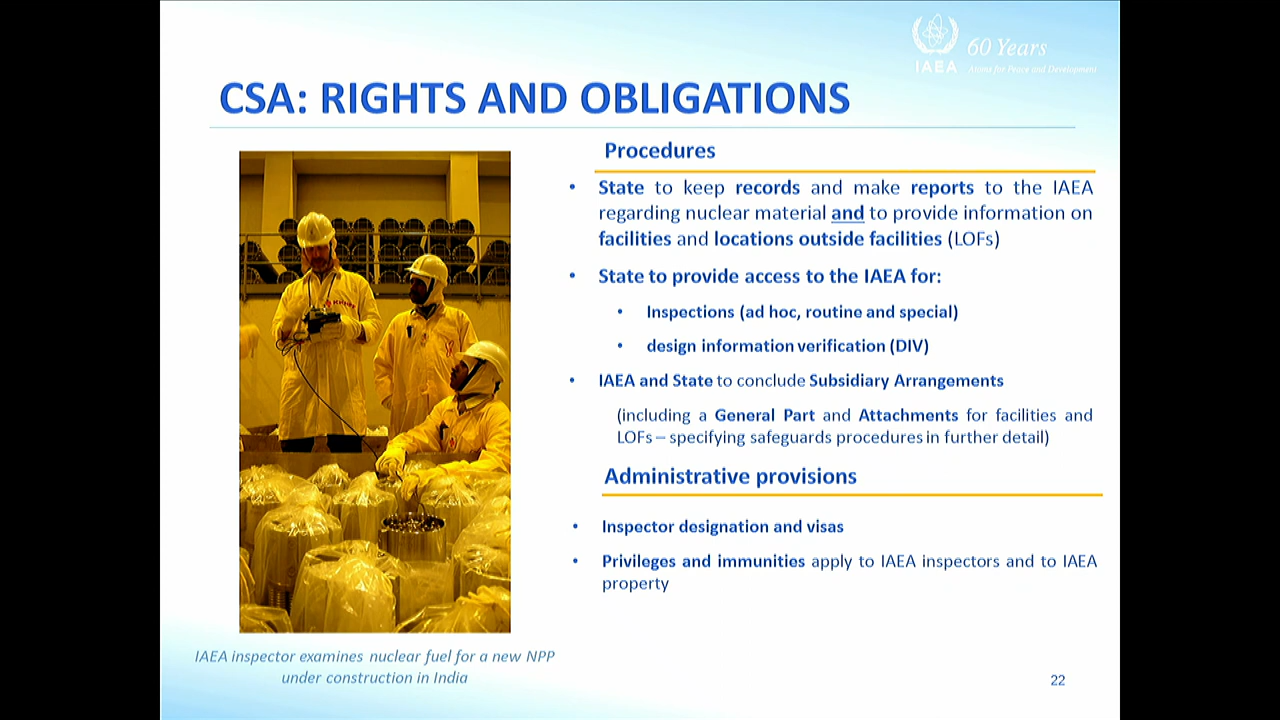 60 Years
IAEA
Atoms for Peace and Development
CSA: RIGHTS AND OBLIGATIONS
Procedures
• State to keep records and make reports to the IAEA
regarding nuclear material and to provide information on
facilities and locations outside facilities (LOFs)
• State to provide access to the IAEA for:
• Inspections (ad hoc, routine and special)
• design information verification (DIV)
• IAEA and State to conclude Subsidiary Arrangements
(including a General Part and Attachments for facilities and
LOFs – specifying safeguards procedures in further detail)
Administrative provisions
• Inspector designation and visas
• Privileges and immunities apply to IAEA inspectors and to IAEA
property
IAEA inspector examines nuclear fuel for a new NPP
under construction in India
22